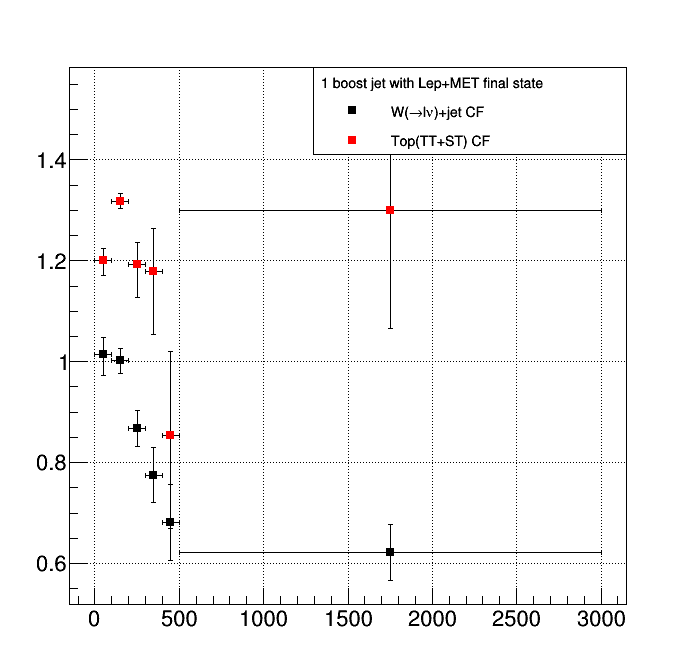 1 boost jet with Lep+MET final state
W(→lν)+jet CF
Top(TT+ST) CF
1.4
1.2
1
0.8
0.6
0 500 1000 1500 2000 2500 3000